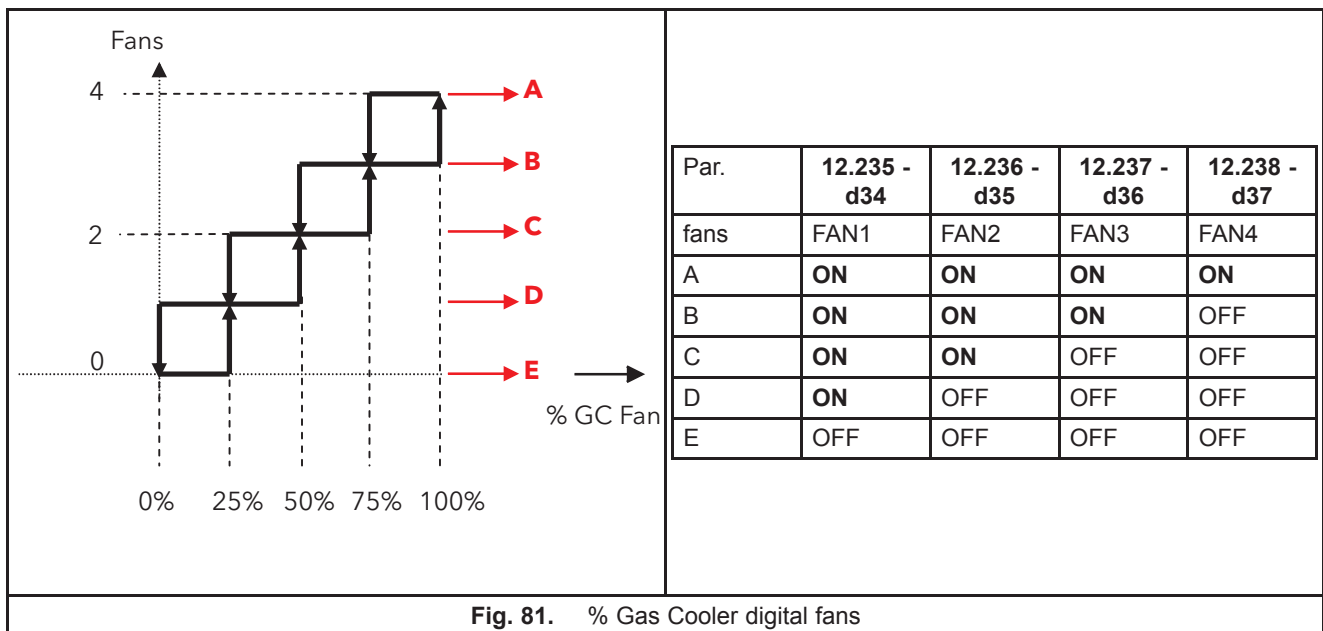 Fans
4
A
B
2
C
D
0
E
% GC Fan
0% 25% 50% 75% 100%
Par. 12.235 - d34 12.236 - d35 12.237 - d36 12.238 - d37
fans FAN1 FAN2 FAN3 FAN4
A ON ON ON ON
B ON ON ON OFF
C ON ON OFF OFF
D ON OFF OFF OFF
E OFF OFF OFF OFF
Fig. 81. % Gas Cooler digital fans